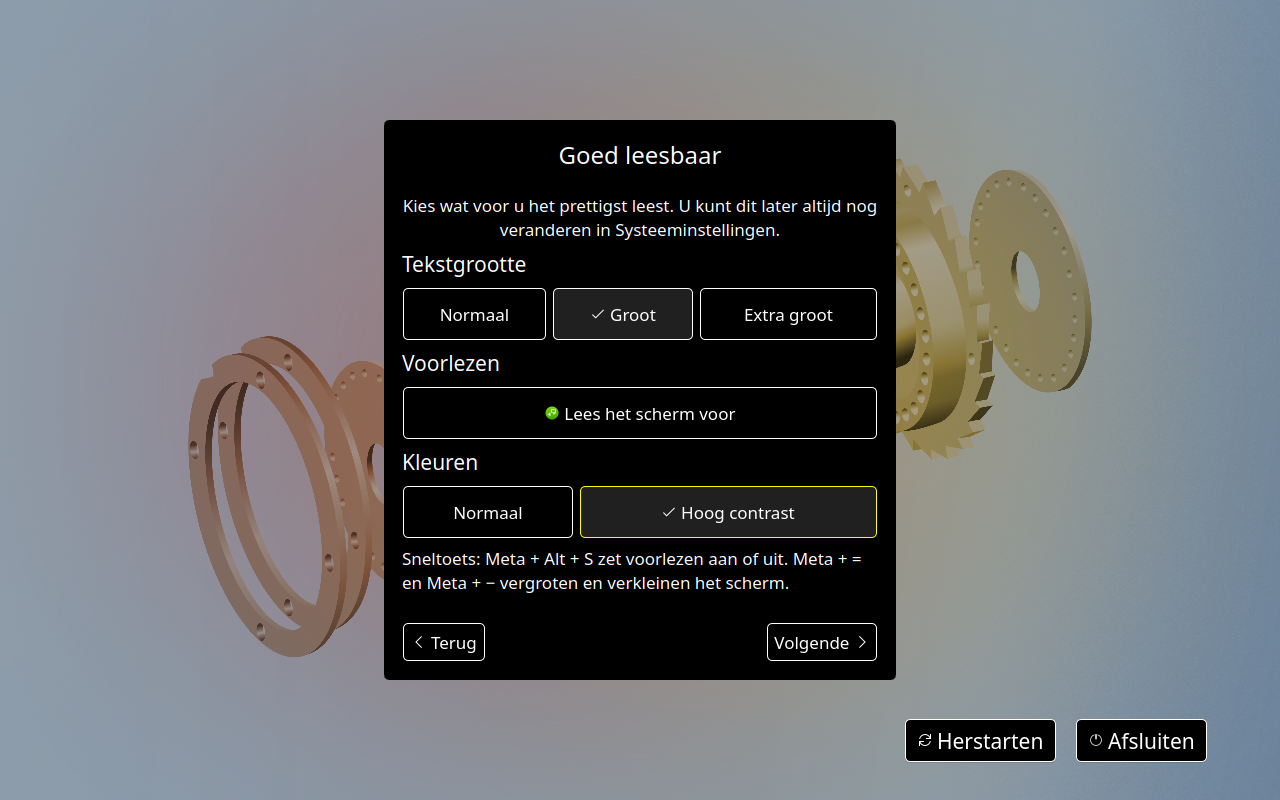 Goed leesbaar
Kies wat voor u het prettigst leest. U kunt dit later altijd nog
veranderen in Systeeminstellingen.
Tekstgrootte
Normaal
Groot
Extra groot
Voorlezen
Lees het scherm voor
Kleuren
Normaal
Hoog contrast
Sneltoets: Meta + Alt + S zet voorlezen aan of uit. Meta + =
en Meta + − vergroten en verkleinen het scherm.
Terug
Volgende
Herstarten
Afsluiten